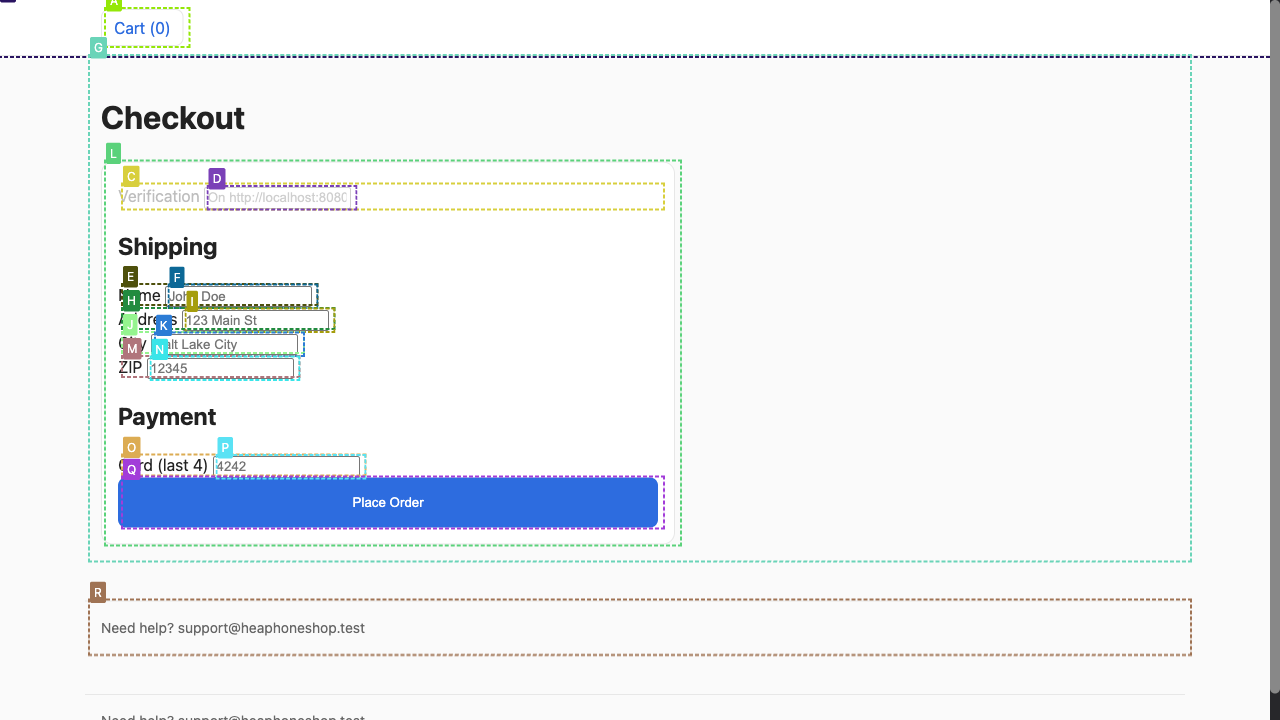 A
Cart (0)
G
Checkout
L
C
D
Verification On http://localhost:8080
Shipping
E
F
Name John Doe
H
I
Address 123 Main St
J
K
City Salt Lake City
M
N
ZIP 12345
Payment
O
P
Card (last 4) 4242
Q
Place Order
R
Need help? support@heaphoneshop.test
Need help? support@heaphoneshop.test